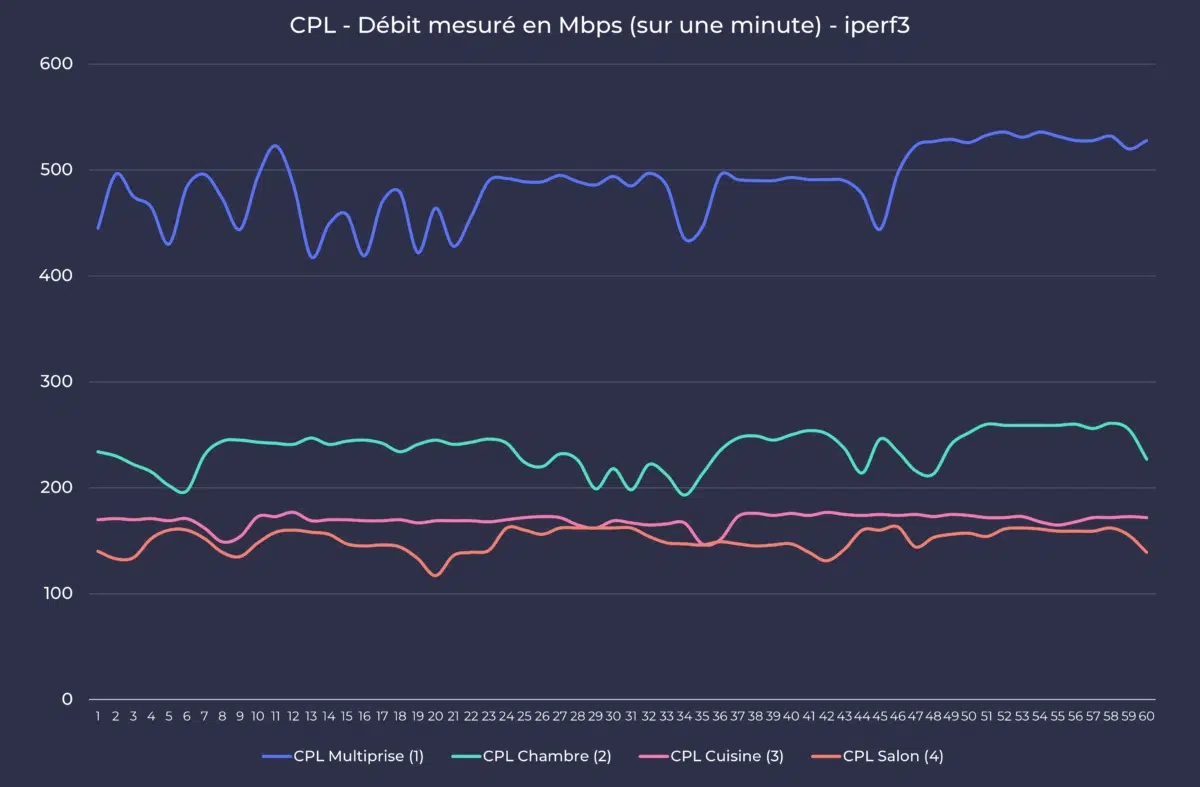 CPL - Débit mesuré en Mbps (sur une minute) - iperf3
600
500
400
300
200
100
0
1 2 3 4 5 6 7 8 9 10 11 12 13 14 15 16 17 18 19 20 21 22 23 24 25 26 27 28 29 30 31 32 33 34 35 36 37 38 39 40 41 42 43 44 45 46 47 48 49 50 51 52 53 54 55 56 57 58 59 60
CPL Multiprise (1) CPL Chambre (2) CPL Cuisine (3) CPL Salon (4)